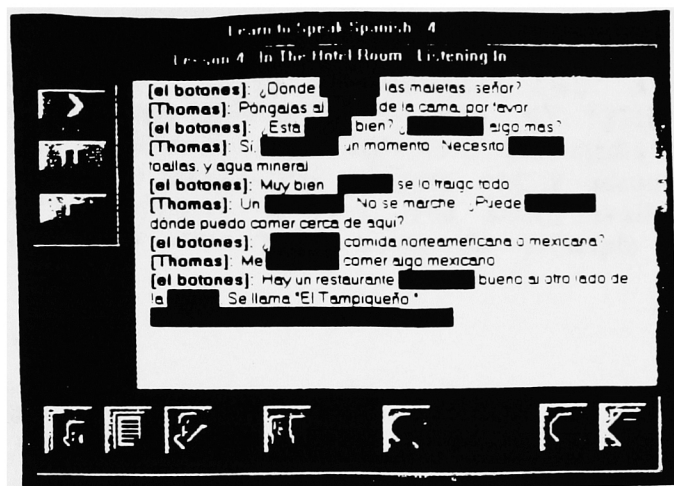 Learn to Speak Spanish 4
Lesson 4 In The Hotel Room Listening In
[el botones]: ¿Donde las maletas señor?
[Thomas]: Póngalas al de la cama, por favor
[el botones]: ¿Esta bien? ¿ algo mas?
[Thomas]: Si, un momento Necesito
toallas, y agua mineral
[el botones]: Muy bien se lo traigo todo
[Thomas]: Un No se marche ¿Puede
dónde puedo comer cerca de aqui?
[el botones]: ¿ comida norteamericana o mexicana?
[Thomas]: Me comer algo mexicano
[el botones]: Hay un restaurante bueno al otro lado de
la Se llama "El Tampiqueño"